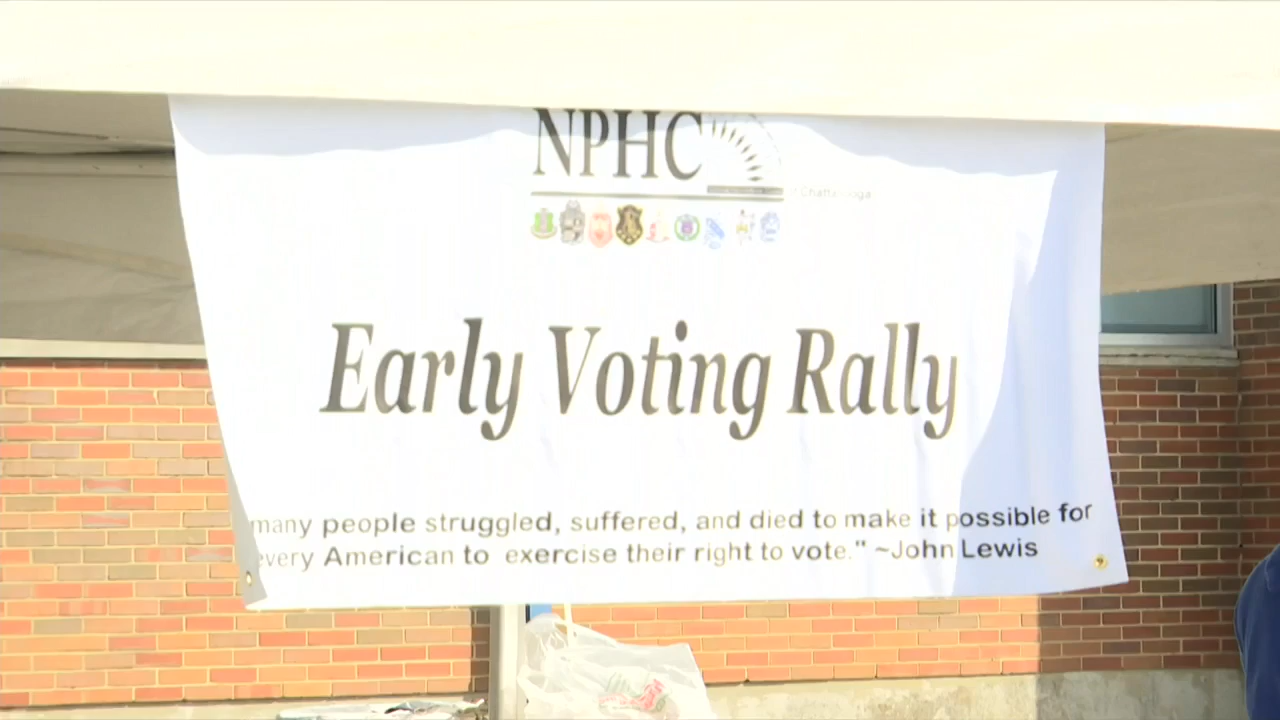 NPHC
of Chattanooga
Early Voting Rally
many people struggled, suffered, and died to make it possible for
every American to exercise their right to vote." ~John Lewis